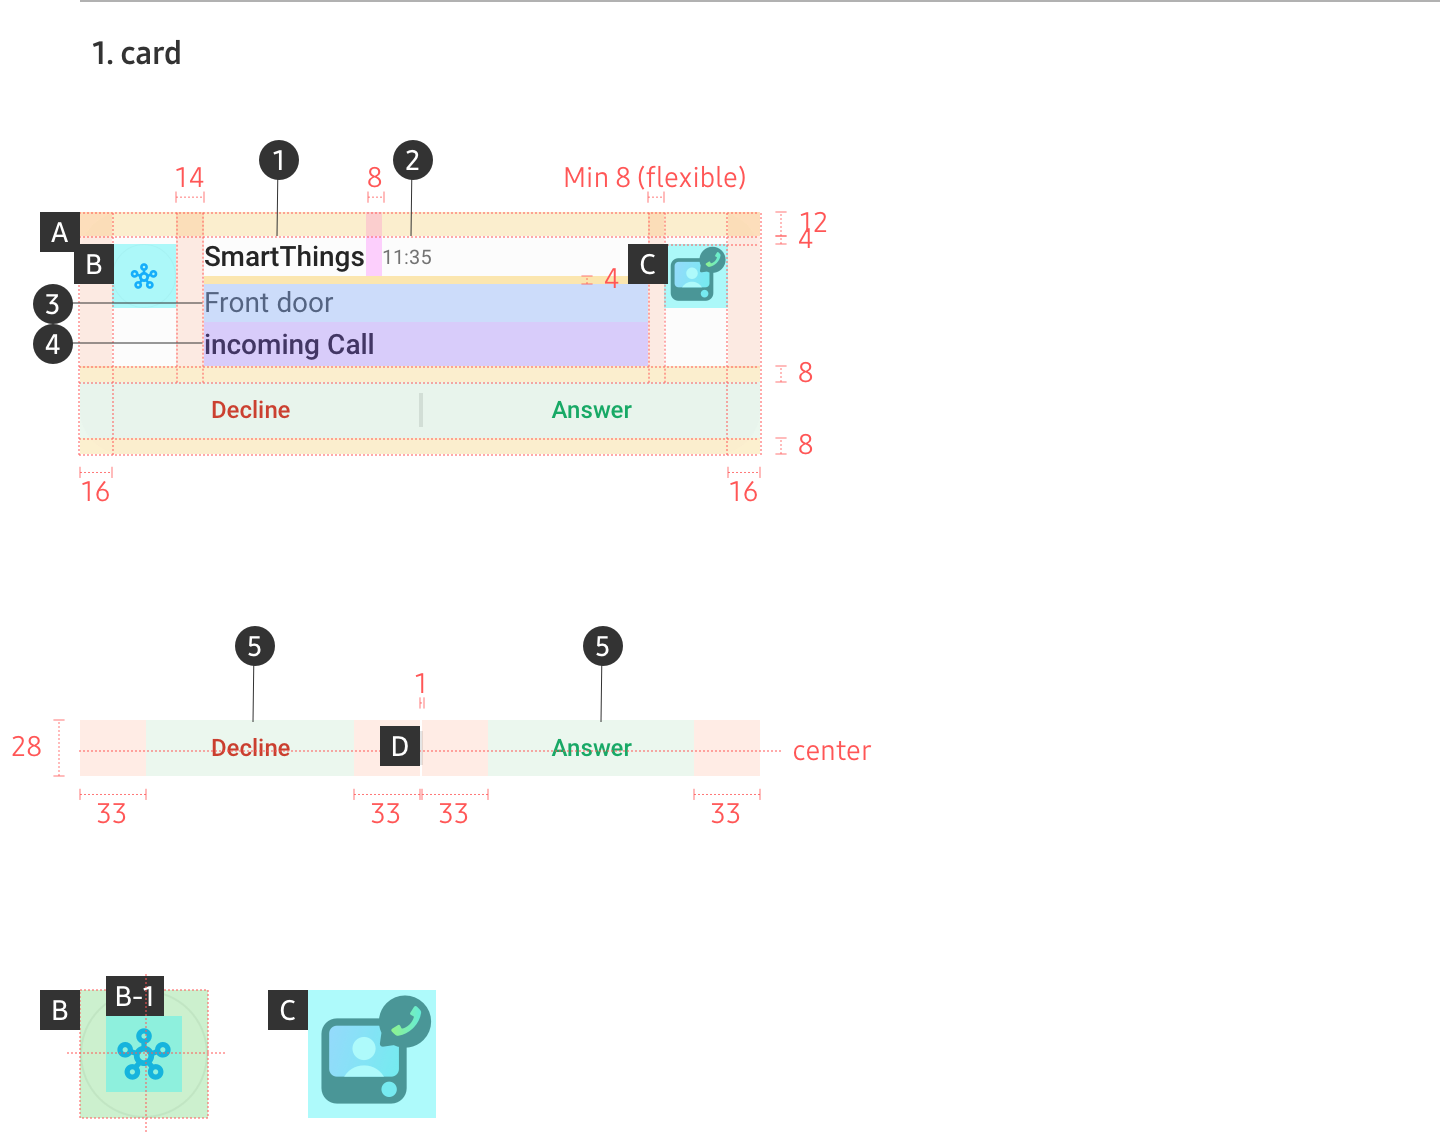 1. card
1
2
14
8
Min 8 (flexible)
A
12
4
B
SmartThings
11:35
C
4
3
Front door
4
incoming Call
8
Decline
Answer
8
16
16
5
5
1
28
Decline
D
Answer
center
33
33
33
33
B
B-1
C